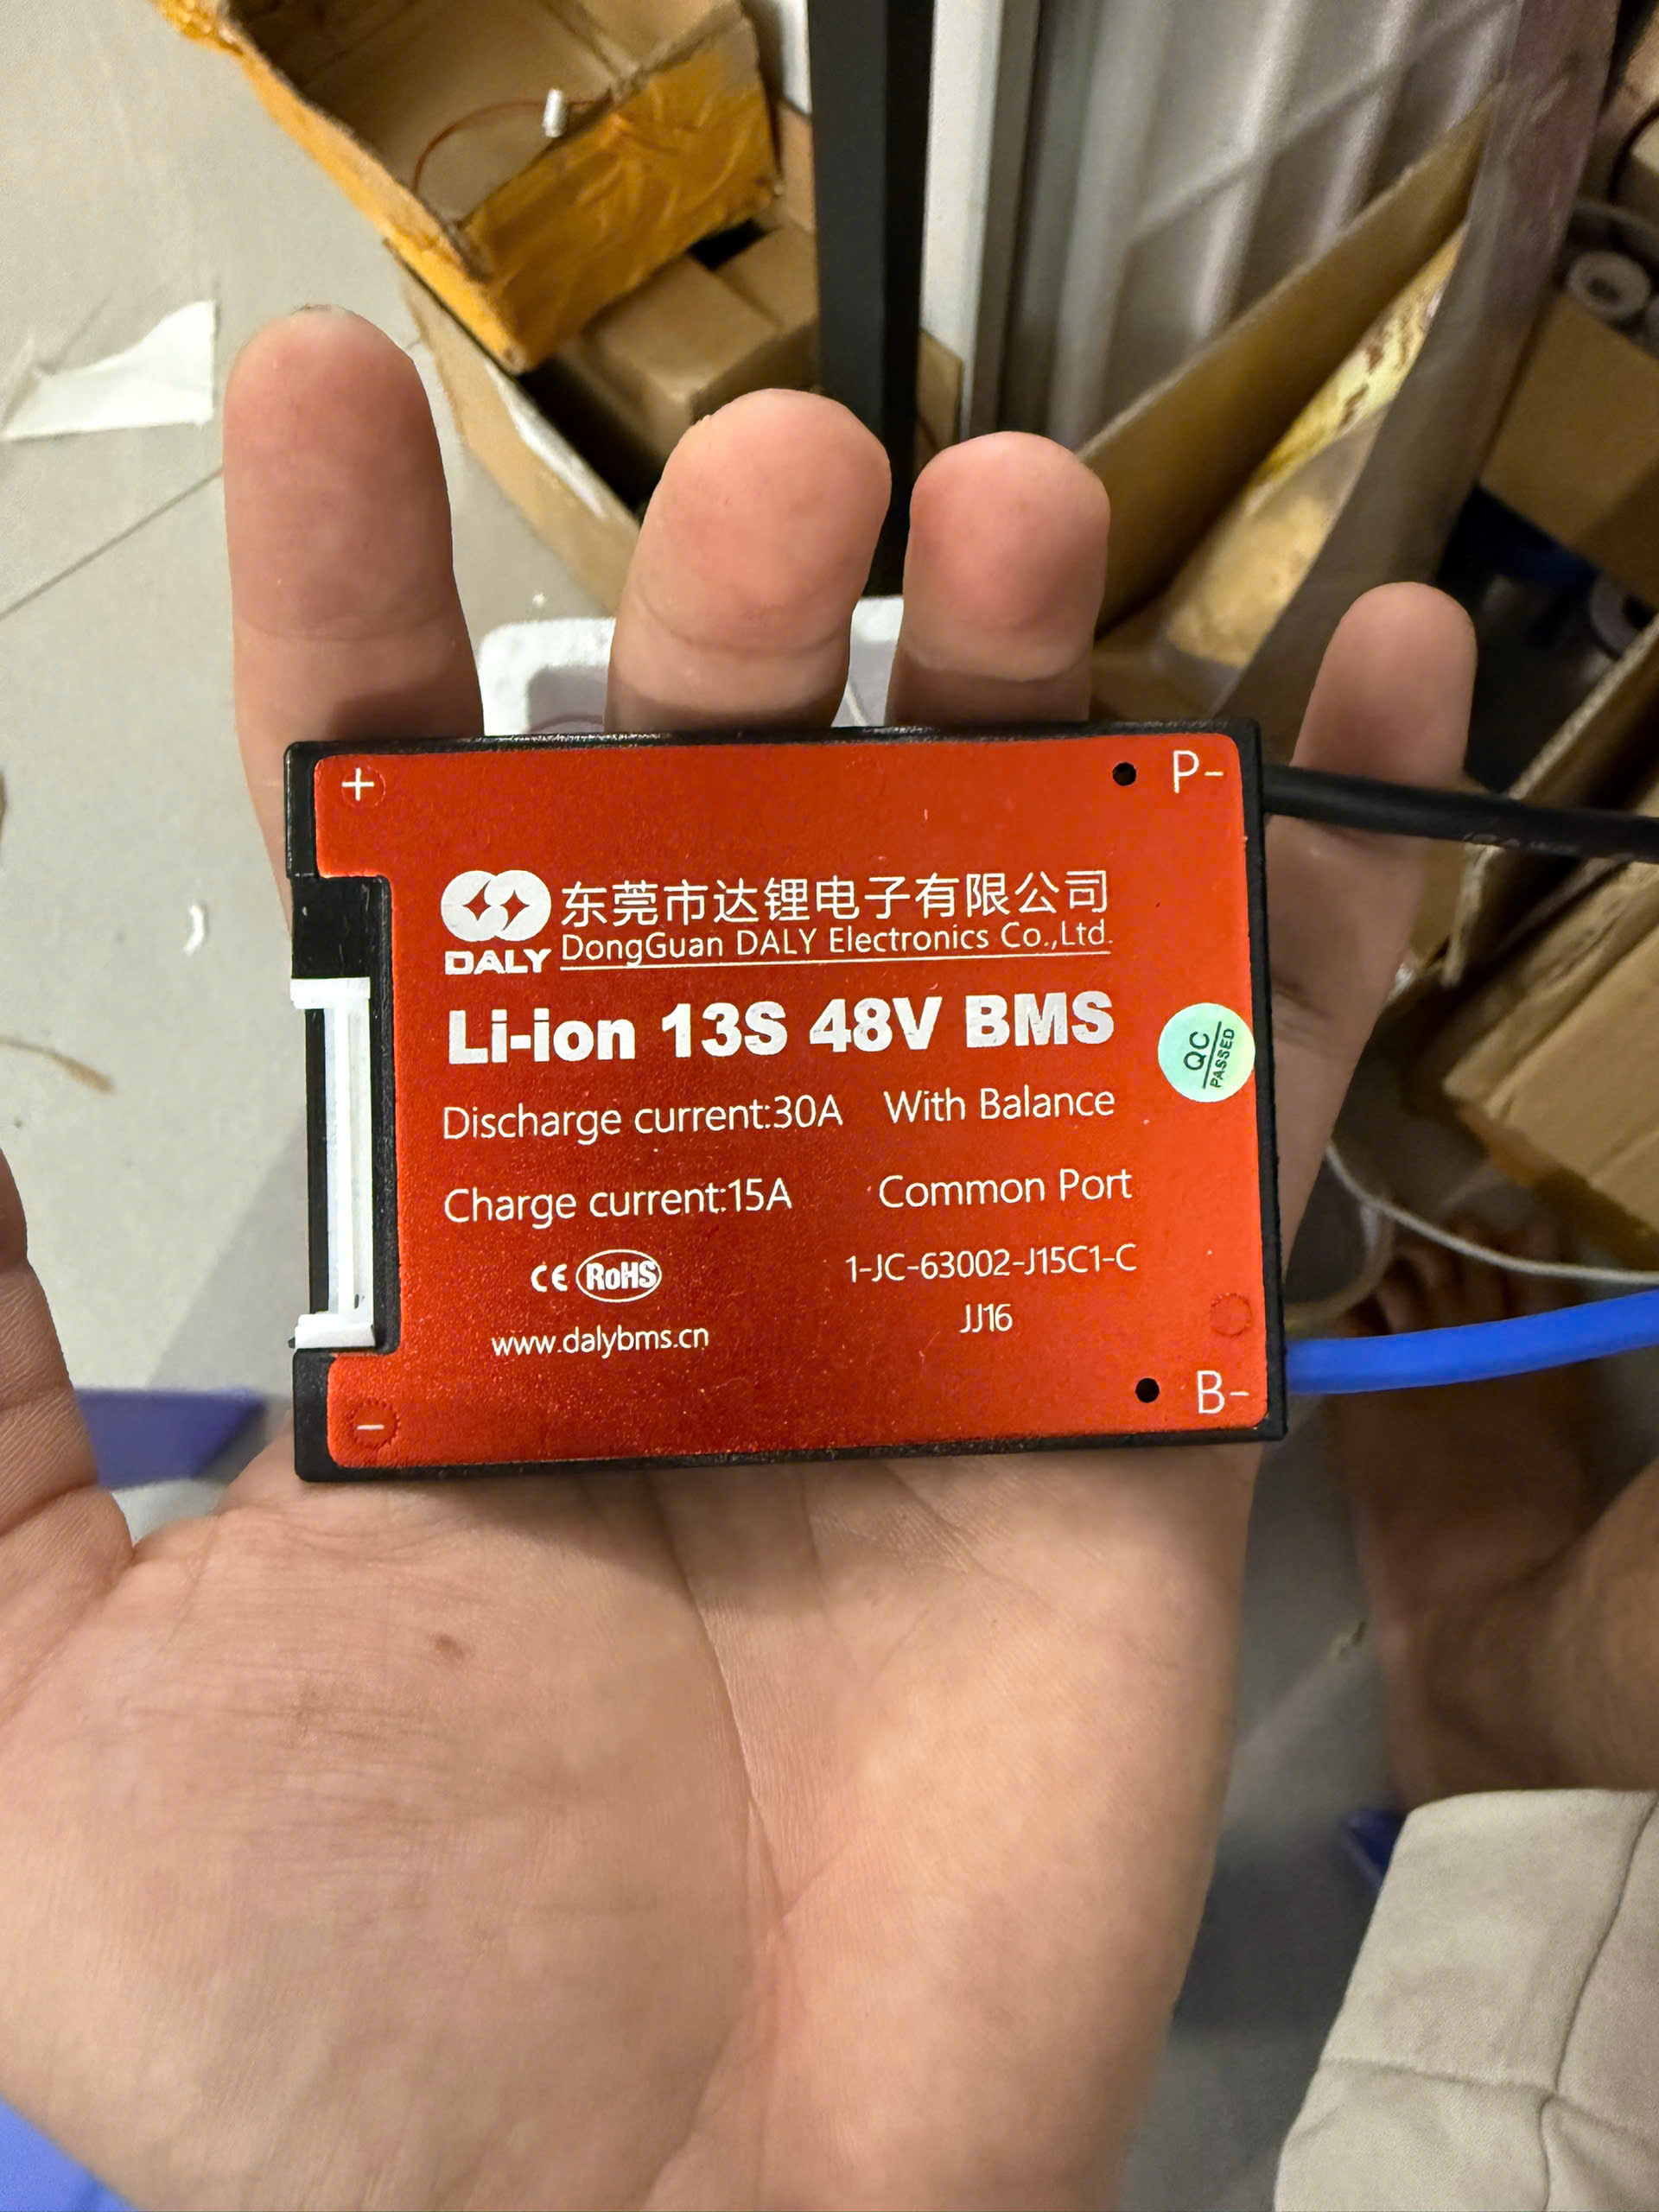 +
P-
DALY
东莞市达锂电子有限公司
DongGuan DALY Electronics Co.,Ltd.
Li-ion 13S 48V BMS
QC
PASSED
Discharge current:30A With Balance
Charge current:15A Common Port
CE RoHS
1-JC-63002-J15C1-C
JJ16
www.dalybms.cn
-
B-